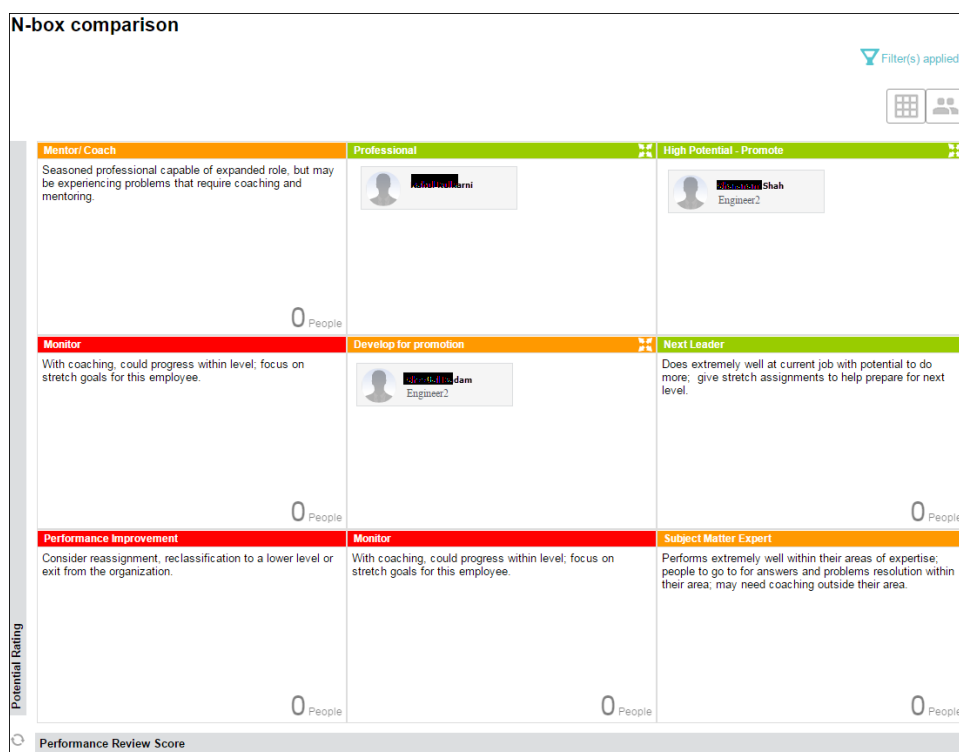 N-box comparison
Filter(s) applied
Mentor/ Coach
Seasoned professional capable of expanded role, but may
be experiencing problems that require coaching and
mentoring.
0 People
Professional
arni
High Potential - Promote
Shah
Engineer2
Monitor
With coaching, could progress within level; focus on
stretch goals for this employee.
0 People
Develop for promotion
dam
Engineer2
Next Leader
Does extremely well at current job with potential to do
more; give stretch assignments to help prepare for next
level.
0 People
Performance Improvement
Consider reassignment, reclassification to a lower level or
exit from the organization.
0 People
Monitor
With coaching, could progress within level; focus on
stretch goals for this employee.
0 People
Subject Matter Expert
Performs extremely well within their areas of expertise;
people to go to for answers and problems resolution within
their area; may need coaching outside their area.
0 People
Potential Rating
Performance Review Score